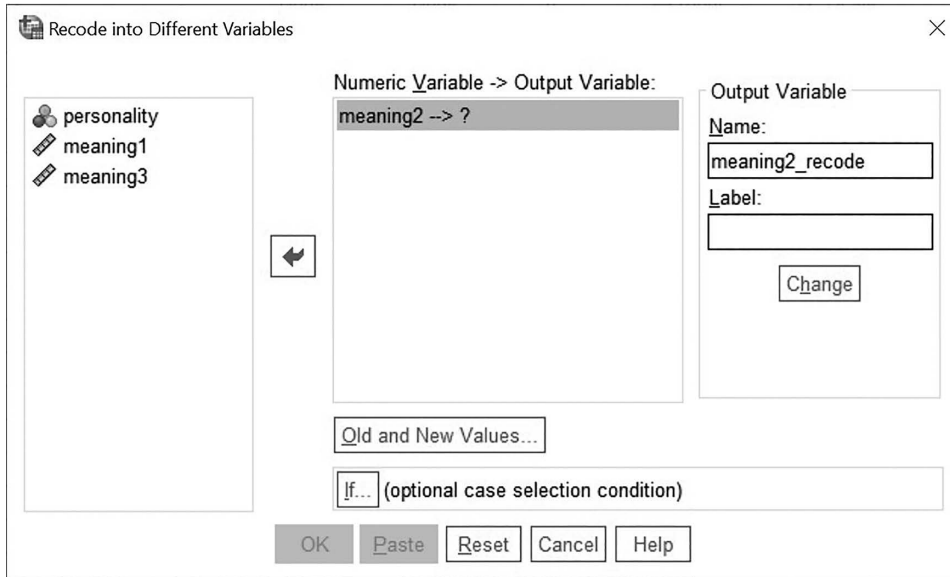 Recode into Different Variables
personality
meaning1
meaning3
Numeric Variable -> Output Variable:
meaning2 --> ?
Output Variable
Name:
meaning2_recode
Label:
Change
Old and New Values...
If... (optional case selection condition)
OK Paste Reset Cancel Help